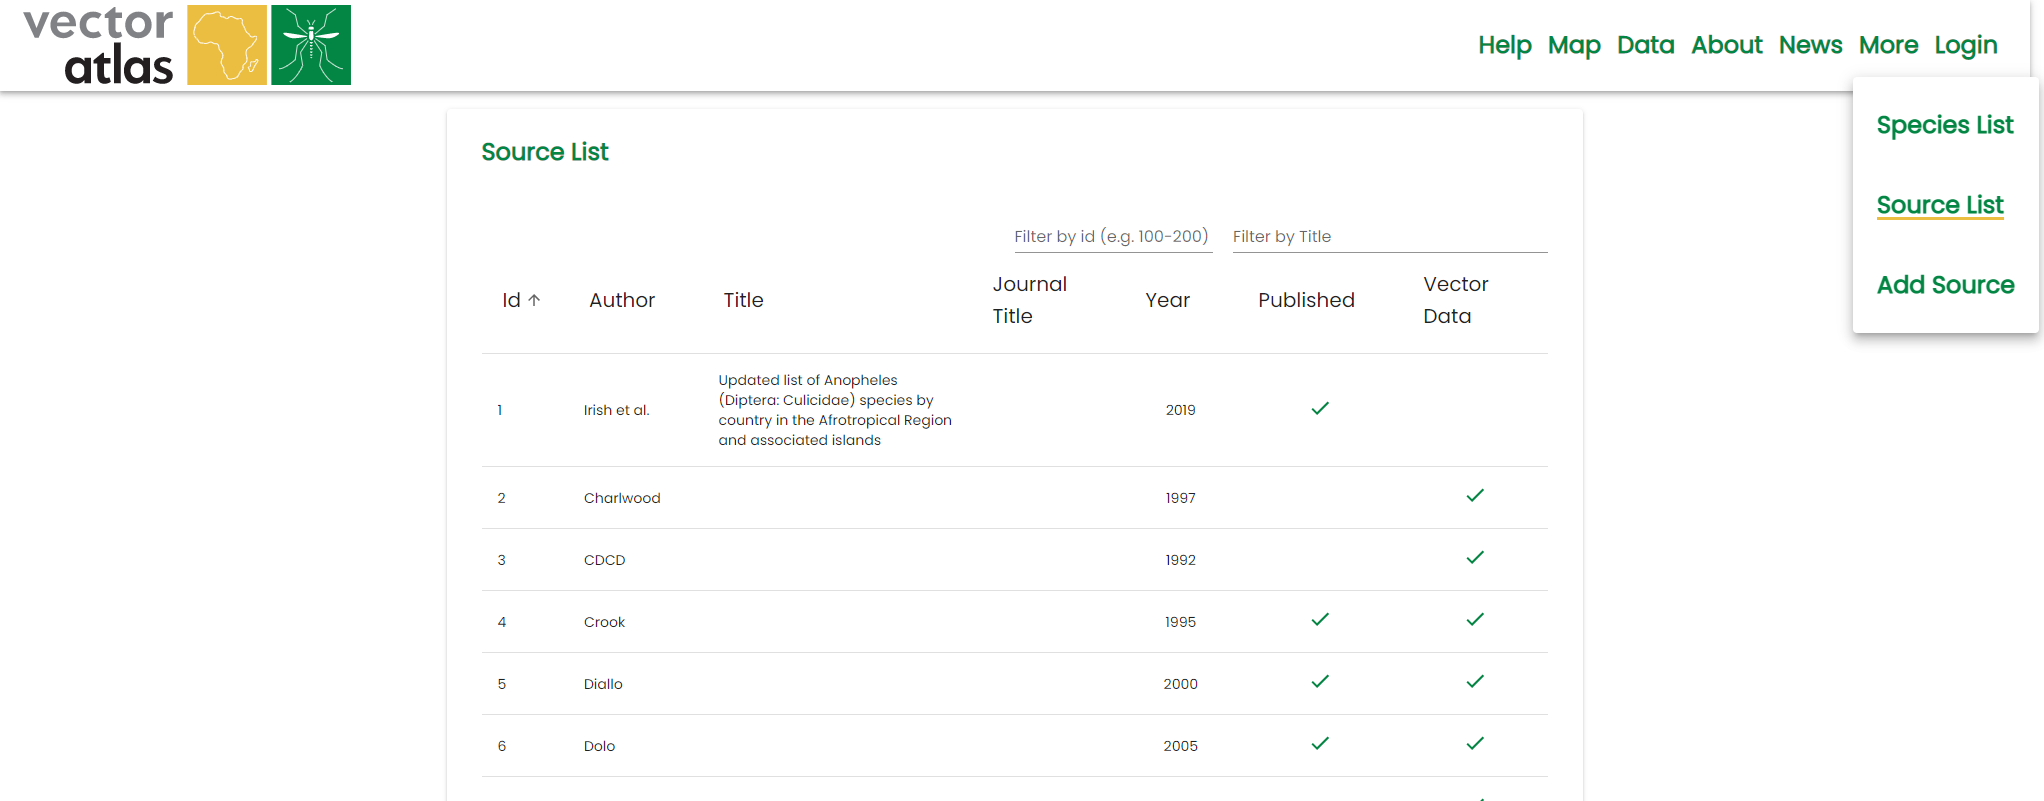 vector
atlas
Help Map Data About News More Login
Species List
Source List
Add Source
Source List
Filter by id (e.g. 100-200) Filter by Title
Id Author Title Journal Title Year Published Vector Data
1 Irish et al. Updated list of Anopheles
(Diptera: Culicidae) species by
country in the Afrotropical Region
and associated islands 2019
2 Charlwood 1997
3 CDCD 1992
4 Crook 1995
5 Diallo 2000
6 Dolo 2005